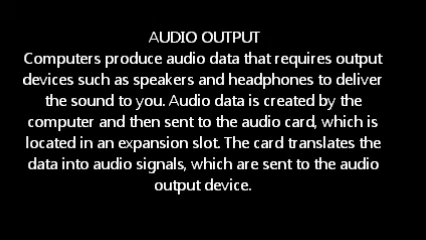 AUDIO OUTPUT
Computers produce audio data that requires output
devices such as speakers and headphones to deliver
the sound to you. Audio data is created by the
computer and then sent to the audio card, which is
located in an expansion slot. The card translates the
data into audio signals, which are sent to the audio
output device.